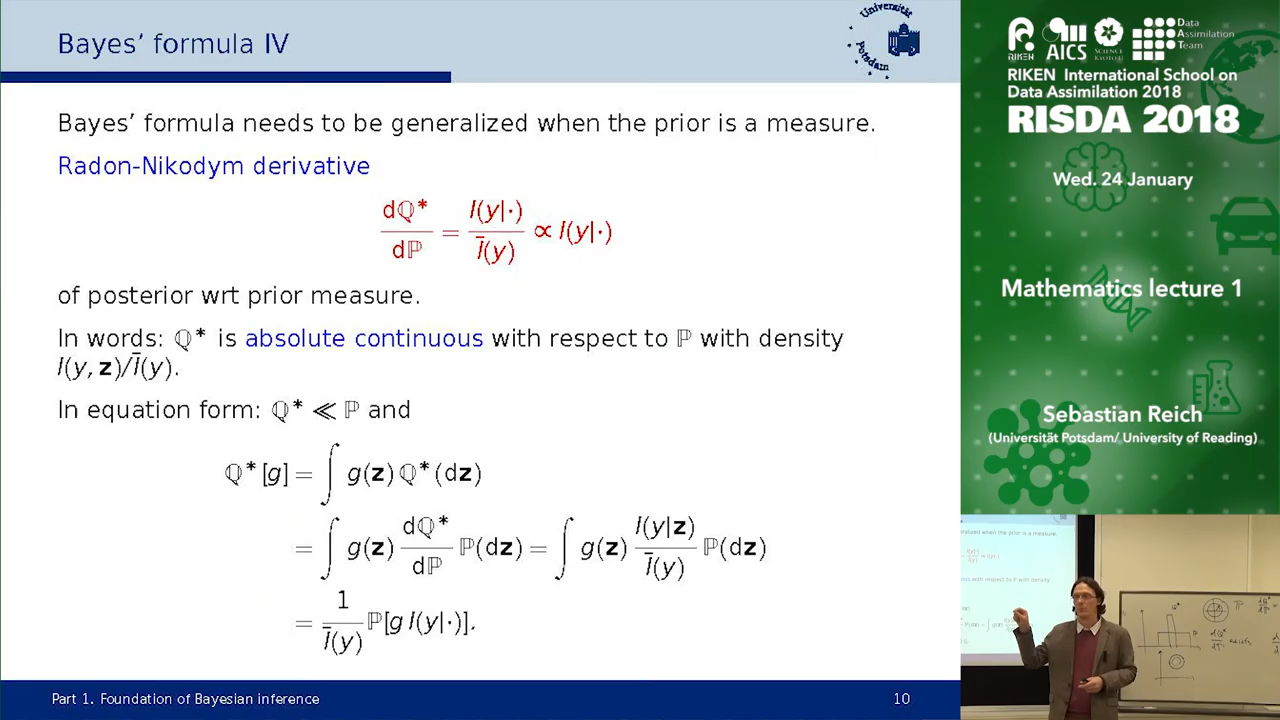 Bayes’ formula IV
Universität
Potsdam
Bayes’ formula needs to be generalized when the prior is a measure.
Radon-Nikodym derivative
dℚ*/dℙ = l(y|·)/l̄(y) ∝ l(y|·)
of posterior wrt prior measure.
In words: ℚ* is absolute continuous with respect to ℙ with density
l(y, z)/l̄(y).
In equation form: ℚ* ≪ ℙ and
ℚ*[g] = ∫ g(z) ℚ*(dz)
= ∫ g(z) dℚ*/dℙ ℙ(dz) = ∫ g(z) l(y|z)/l̄(y) ℙ(dz)
= 1/l̄(y) ℙ[g l(y|·)].
Part 1. Foundation of Bayesian inference
10
RIKEN
AICS
SCIENCE
Data
Assimilation
Team
RIKEN International School on
Data Assimilation 2018
RISDA 2018
Wed. 24 January
Mathematics lecture 1
Sebastian Reich
(Universität Potsdam/ University of Reading)